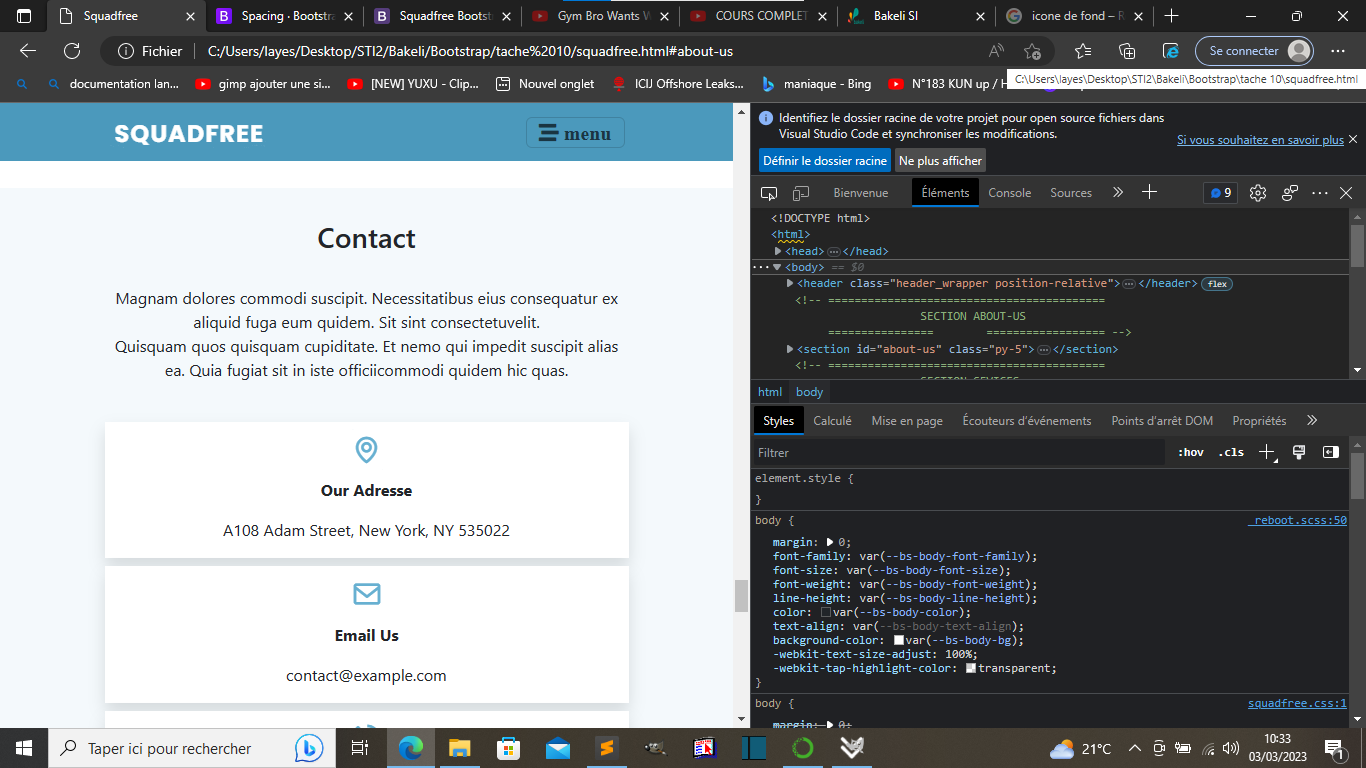 Squadfree
Spacing · Bootstra
Squadfree Bootst
Gym Bro Wants W
COURS COMPLET
Bakeli SI
icone de fond – R
Fichier
C:/Users/layes/Desktop/STI2/Bakeli/Bootstrap/tache%2010/squadfree.html#about-us
Se connecter
documentation lan...
gimp ajouter une si...
[NEW] YUXU - Clip...
Nouvel onglet
ICIJ Offshore Leaks...
maniaque - Bing
N°183 KUN up / H
C:\Users\layes\Desktop\STI2\Bakeli\Bootstrap\tache 10\squadfree.html
SQUADFREE
menu
Contact
Magnam dolores commodi suscipit. Necessitatibus eius consequatur ex
aliquid fuga eum quidem. Sit sint consectetuvelit.
Quisquam quos quisquam cupiditate. Et nemo qui impedit suscipit alias
ea. Quia fugiat sit in iste officiicommodi quidem hic quas.
Our Adresse
A108 Adam Street, New York, NY 535022
Email Us
contact@example.com
Identifiez le dossier racine de votre projet pour open source fichiers dans
Visual Studio Code et synchroniser les modifications.
Si vous souhaitez en savoir plus
Définir le dossier racine
Ne plus afficher
Bienvenue
Éléments
Console
Sources
9
<!DOCTYPE html>
<html>
<head>…</head>
<body> == $0
<header class="header_wrapper position-relative">…</header> flex
<!-- ==========================================
SECTION ABOUT-US
================ ================== -->
<section id="about-us" class="py-5">…</section>
<!-- ==========================================
SECTION SEVICES
html
body
Styles
Calculé
Mise en page
Écouteurs d'événements
Points d'arrêt DOM
Propriétés
Filtrer
:hov
.cls
element.style {
}
body {
_reboot.scss:50
margin: 0;
font-family: var(--bs-body-font-family);
font-size: var(--bs-body-font-size);
font-weight: var(--bs-body-font-weight);
line-height: var(--bs-body-line-height);
color: var(--bs-body-color);
text-align: var(--bs-body-text-align);
background-color: var(--bs-body-bg);
-webkit-text-size-adjust: 100%;
-webkit-tap-highlight-color: transparent;
}
body {
squadfree.css:1
margin: 0;
Taper ici pour rechercher
21°C
10:33
03/03/2023
1